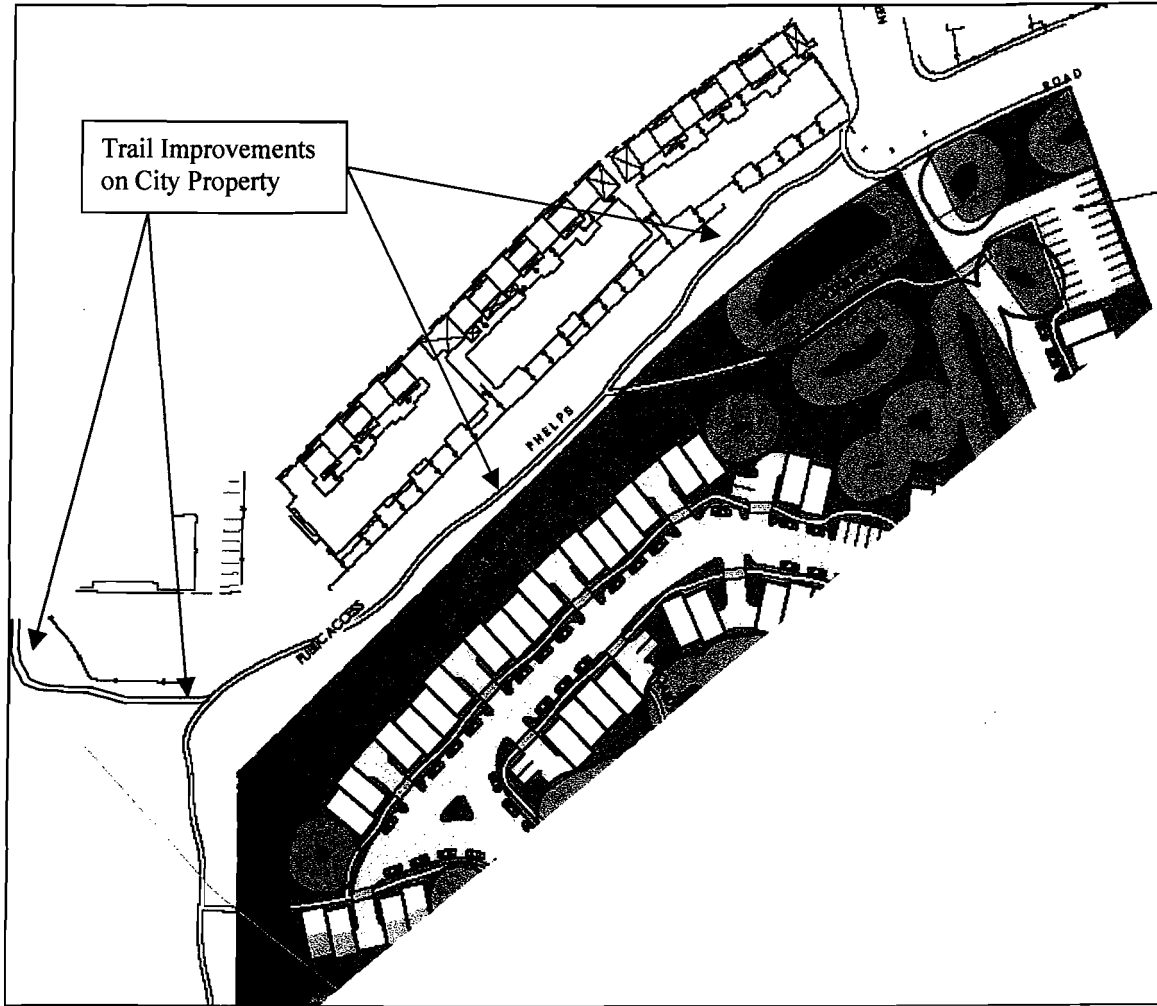 Trail Improvements
on City Property
ROAD
PHELPS
PUBLIC ACCESS